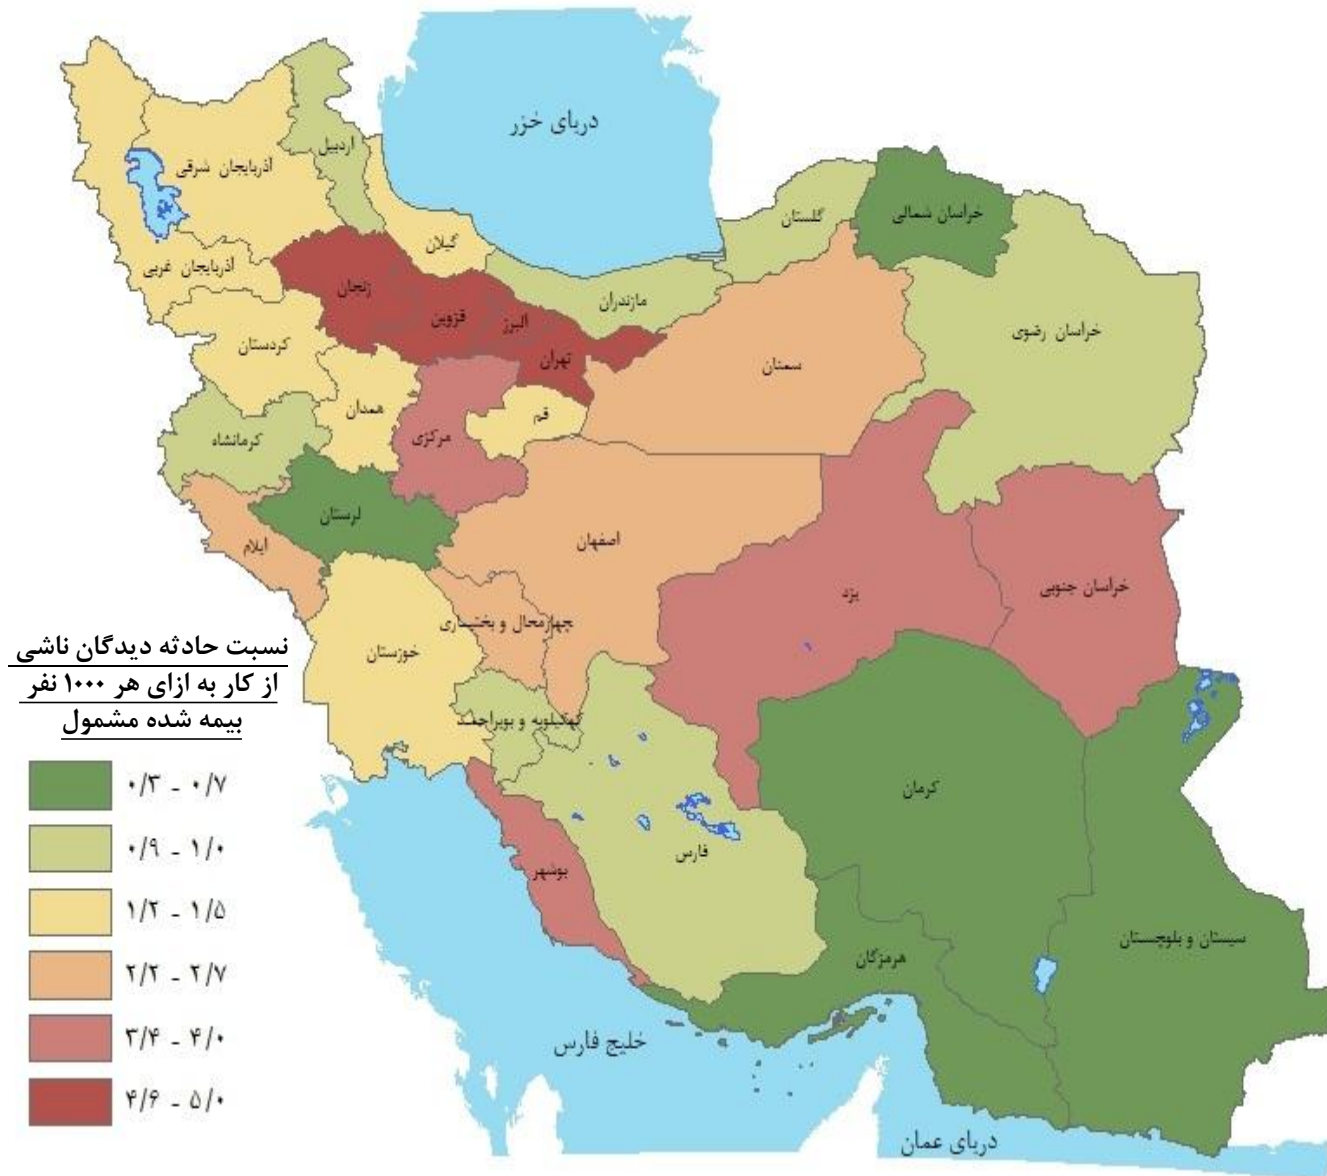 دریای خزر
اردبیل
آذربایجان شرقی
گیلان
گلستان
خراسان شمالی
آذربایجان غربی
زنجان
قزوین
البرز
مازندران
تهران
خراسان رضوی
سمنان
کردستان
همدان
قم
مرکزی
کرمانشاه
لرستان
ایلام
اصفهان
یزد
خراسان جنوبی
چهارمحال و بختیاری
خوزستان
کهکیلویه و بویراحمد
کرمان
فارس
بوشهر
سیستان و بلوچستان
هرمزگان
خلیج فارس
دریای عمان
نسبت حادثه دیدگان ناشی
از کار به ازای هر ۱۰۰۰ نفر
بیمه شده مشمول
۰/۳ - ۰/۷
۰/۹ - ۱/۰
۱/۲ - ۱/۵
۲/۲ - ۲/۷
۳/۴ - ۴/۰
۴/۶ - ۵/۰